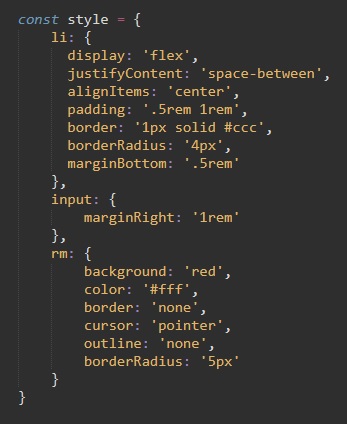 const style = {
    li: {
      display: 'flex',
      justifyContent: 'space-between',
      alignItems: 'center',
      padding: '.5rem 1rem',
      border: '1px solid #ccc',
      borderRadius: '4px',
      marginBottom: '.5rem'
    },
    input: {
        marginRight: '1rem'
    },
    rm: {
        background: 'red',
        color: '#fff',
        border: 'none',
        cursor: 'pointer',
        outline: 'none',
        borderRadius: '5px'
    }
}